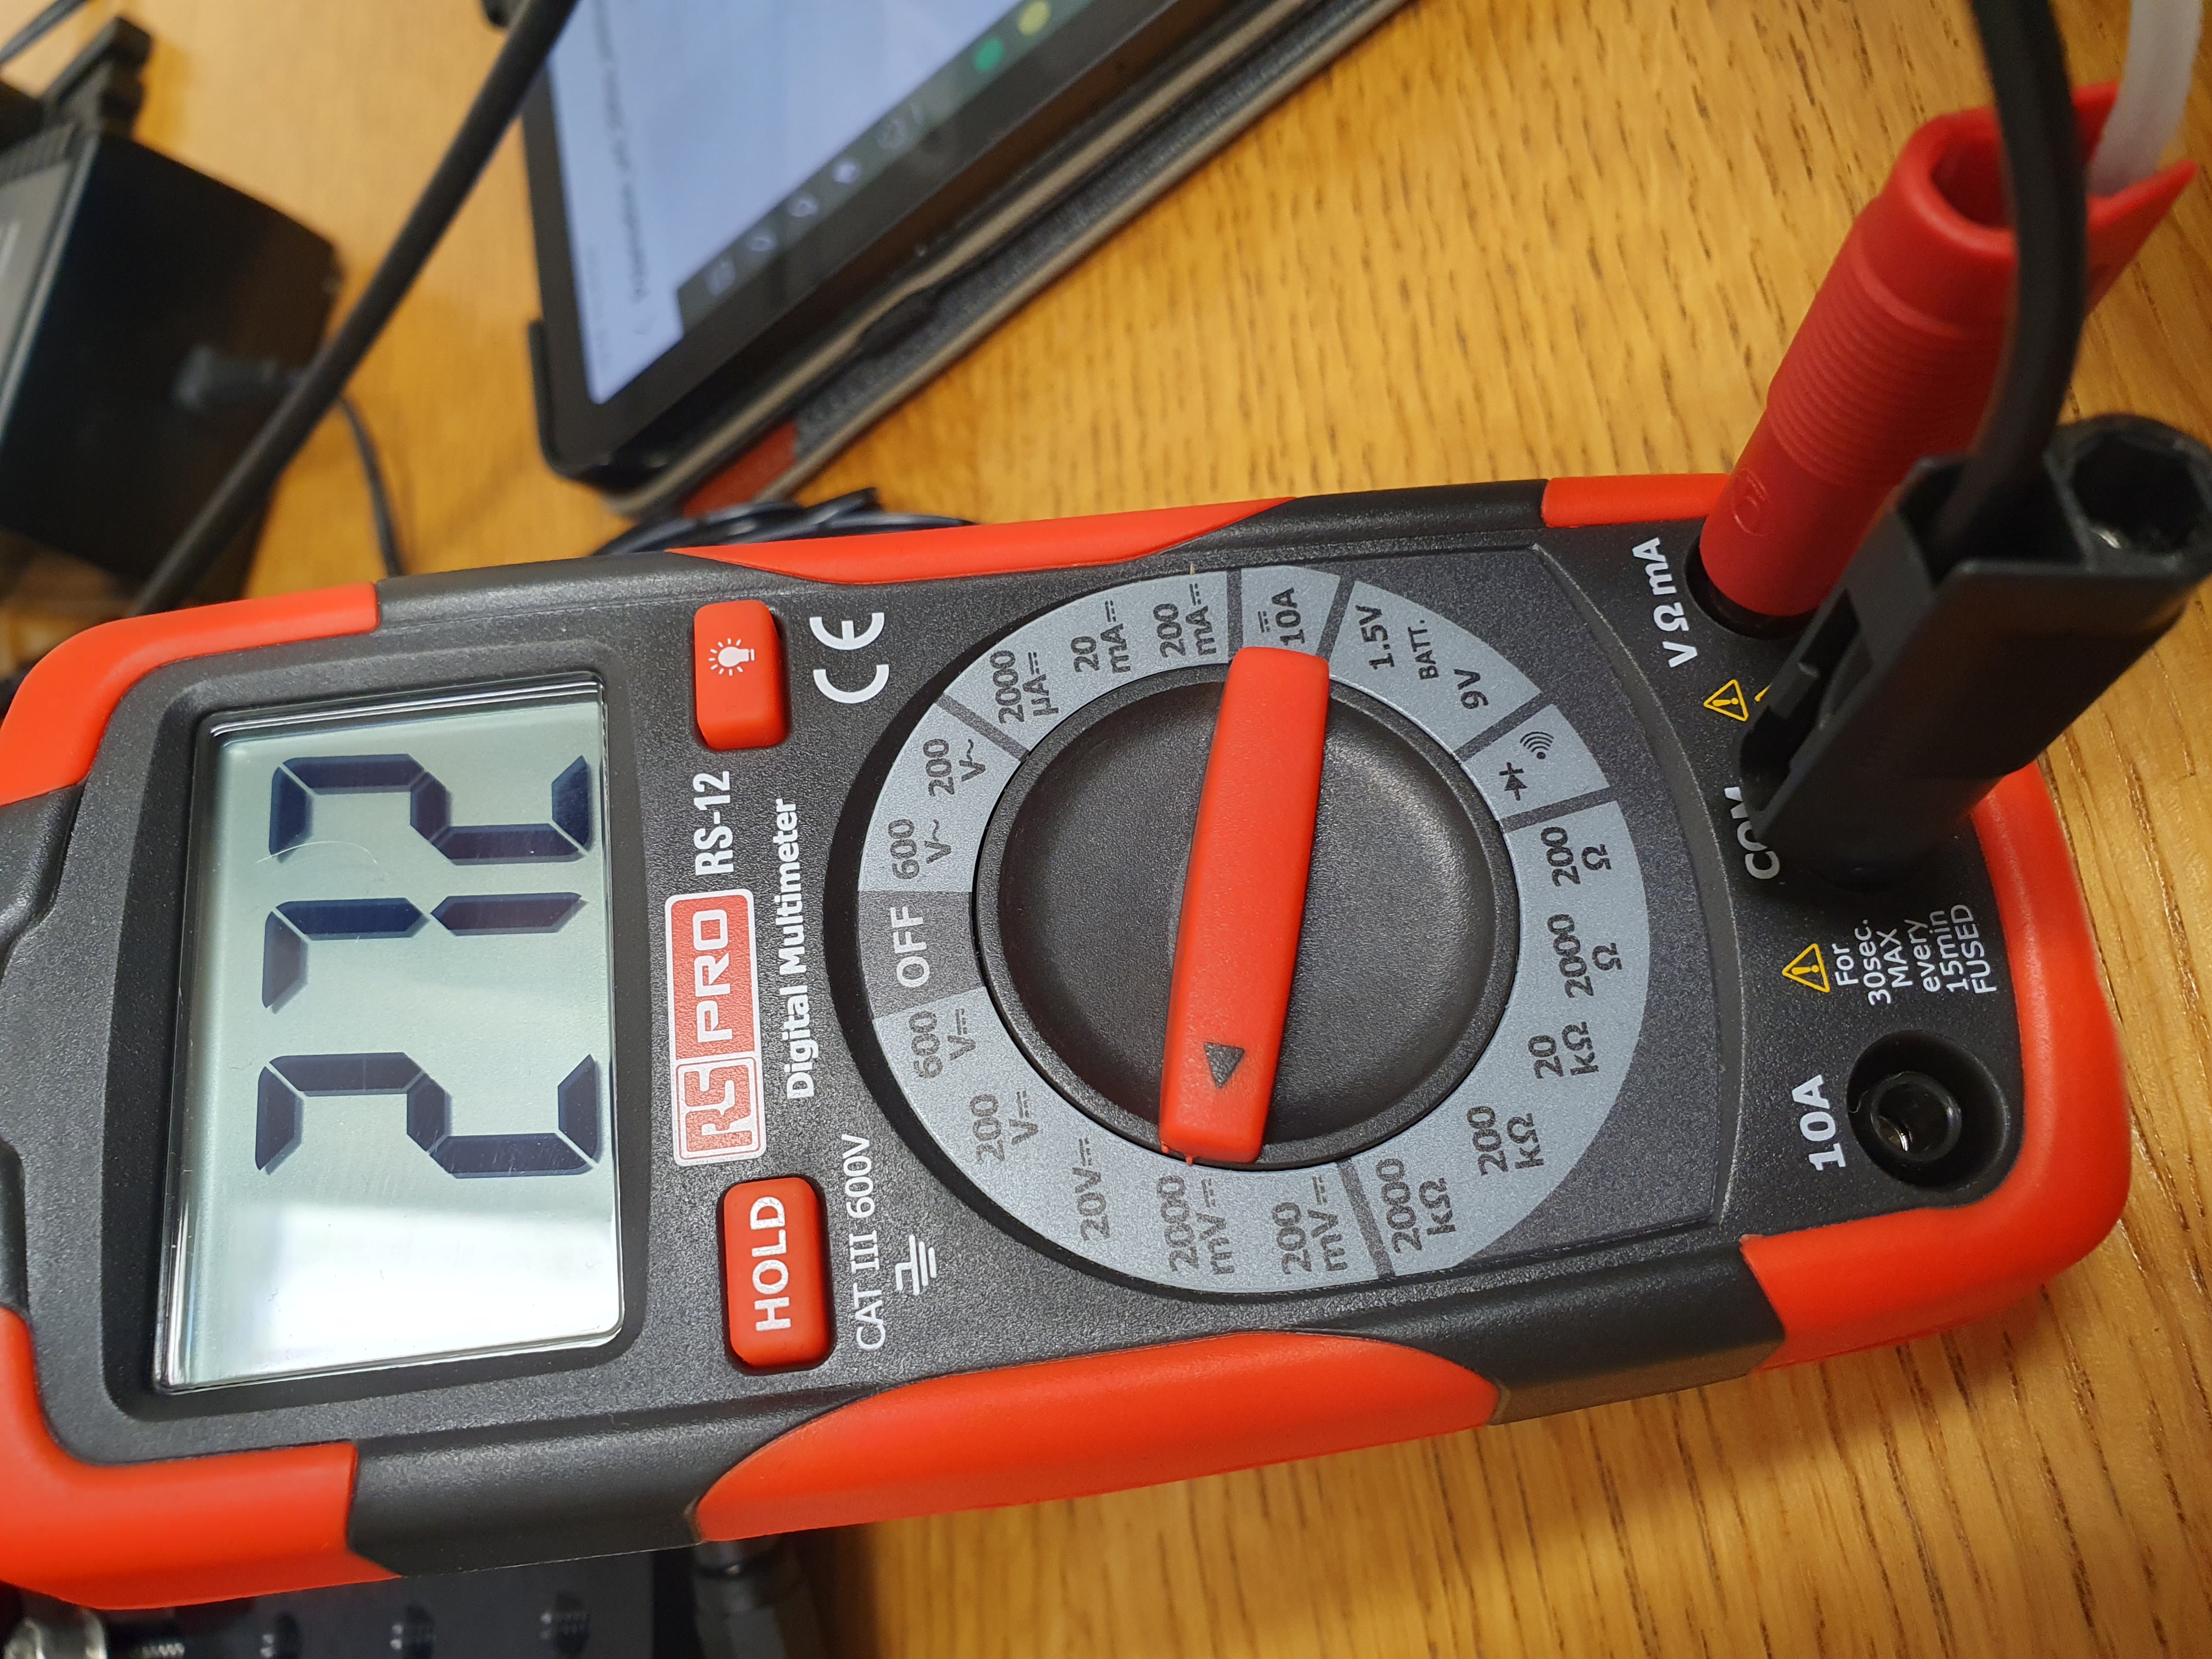 272
RS PRO RS-12
HOLD
Digital Multimeter
CAT III 600V
CE
OFF
600
V~
200
V~
2000
µA⎓
20
mA⎓
200
mA⎓
⎓
10A
1.5V
BATT.
9V
200
Ω
2000
Ω
20
kΩ
200
kΩ
2000
kΩ
200
mV⎓
2000
mV⎓
20V⎓
200
V⎓
600
V⎓
V Ω mA
COM
10A
For
30sec.
MAX
every
15min
FUSED